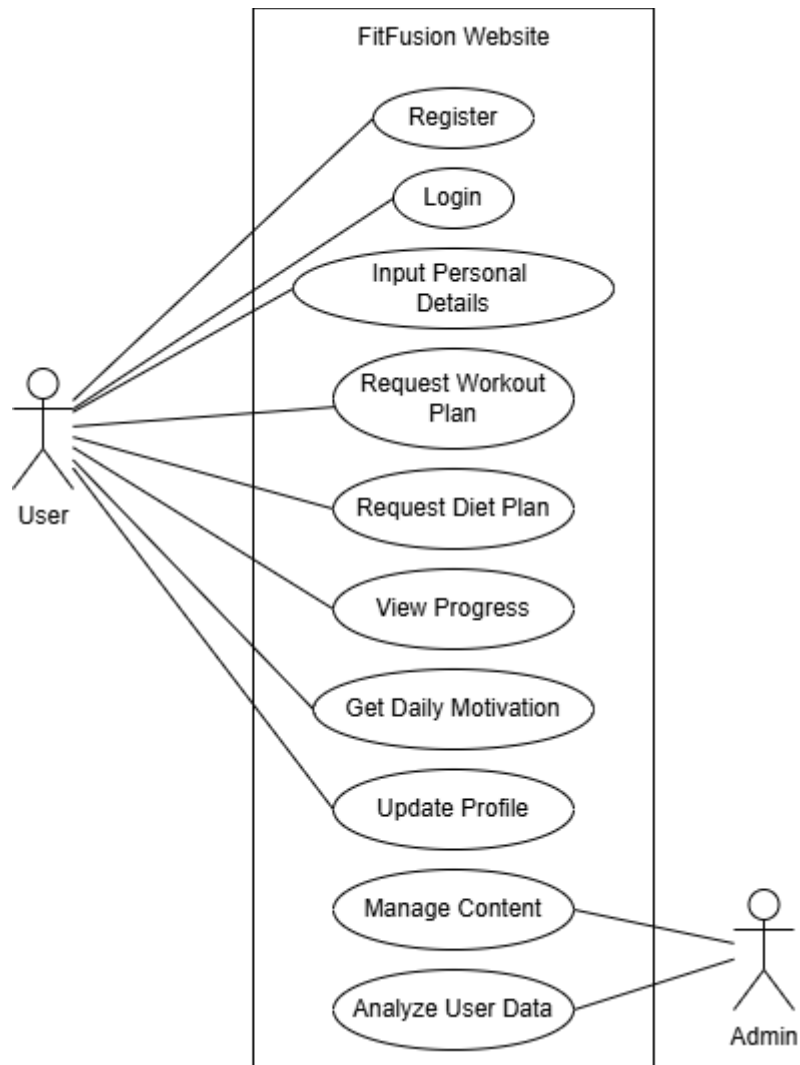 FitFusion Website
Register
Login
Input Personal
Details
Request Workout
Plan
Request Diet Plan
User
View Progress
Get Daily Motivation
Update Profile
Manage Content
Analyze User Data
Admin